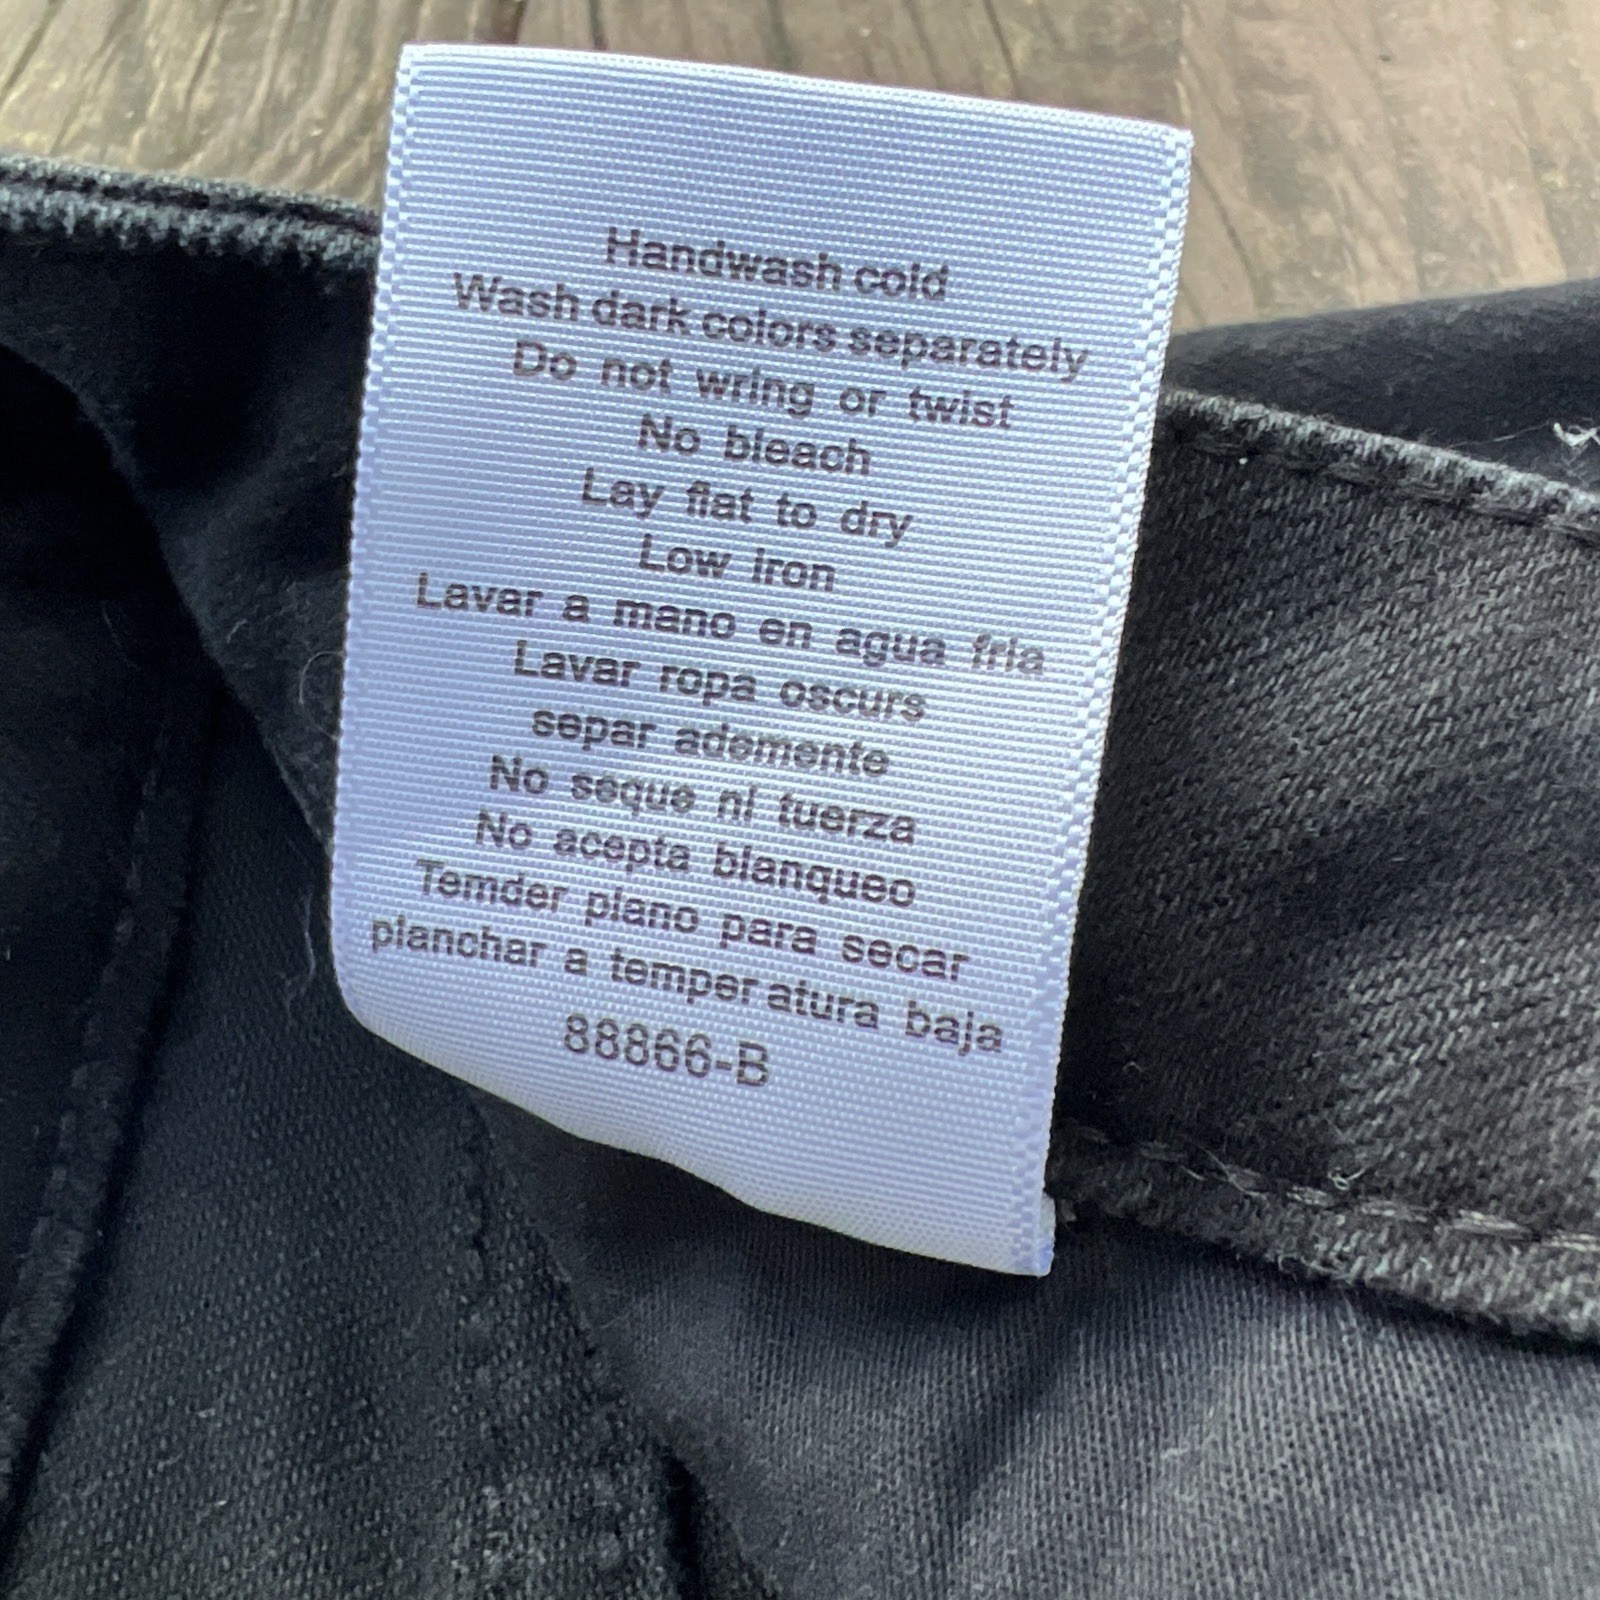 Handwash cold
Wash dark colors separately
Do not wring or twist
No bleach
Lay flat to dry
Low iron
Lavar a mano en agua fria
Lavar ropa oscurs
separ ademente
No seque ni tuerza
No acepta blanqueo
Temder plano para secar
planchar a temper atura baja
88866-B